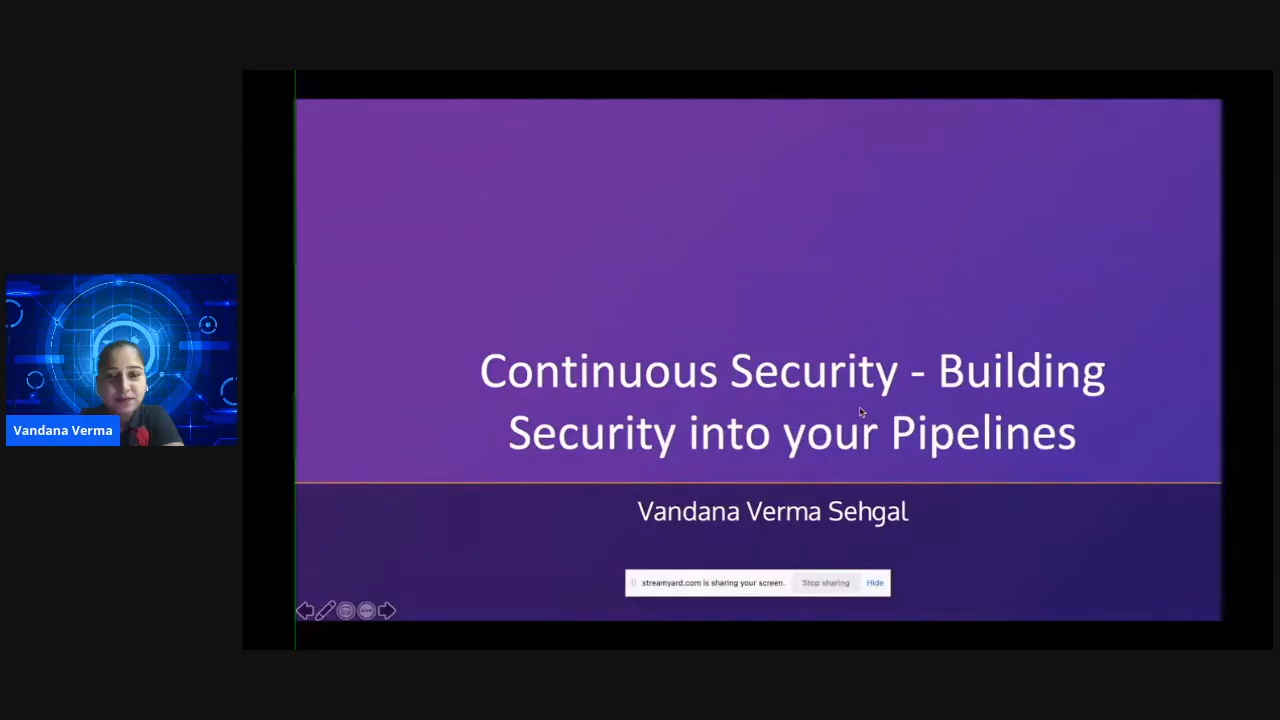 Continuous Security - Building
Security into your Pipelines
Vandana Verma Sehgal
Vandana Verma
streamyard.com is sharing your screen.
Stop sharing
Hide